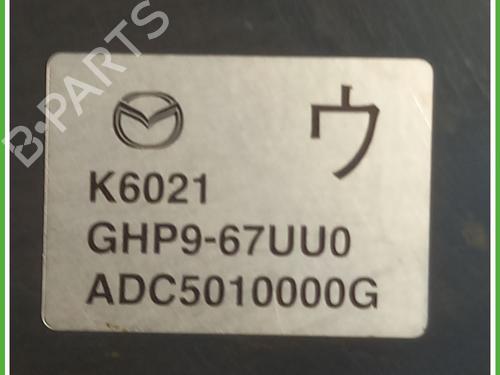 B-PARTS
ウ
K6021
GHP9-67UU0
ADC5010000G